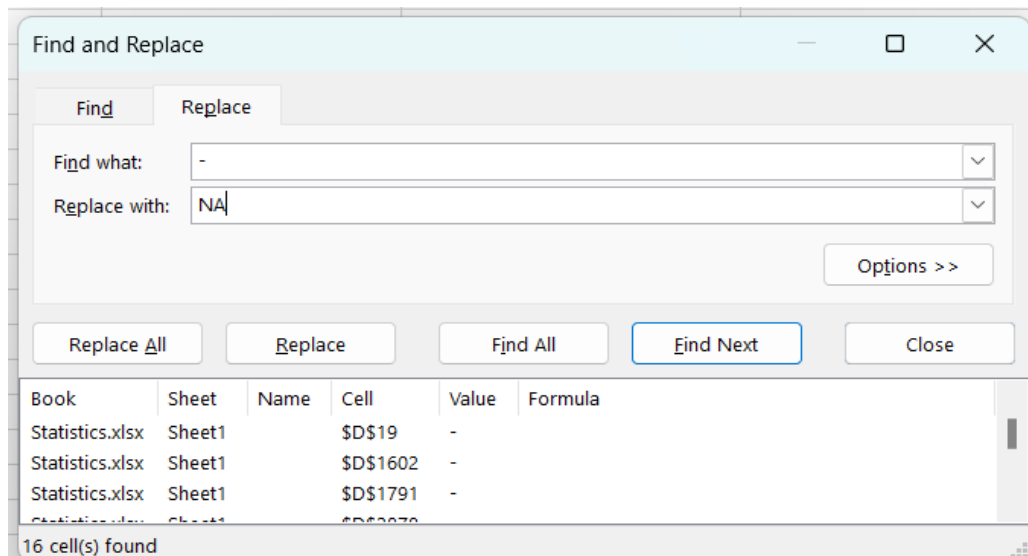 Find and Replace
Find Replace
Find what: -
Replace with: NA
Options >>
Replace All Replace Find All Find Next Close
Book Sheet Name Cell Value Formula
Statistics.xlsx Sheet1 $D$19 -
Statistics.xlsx Sheet1 $D$1602 -
Statistics.xlsx Sheet1 $D$1791 -
16 cell(s) found